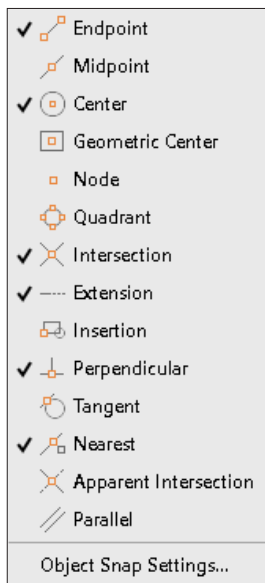 Endpoint
Midpoint
Center
Geometric Center
Node
Quadrant
Intersection
Extension
Insertion
Perpendicular
Tangent
Nearest
Apparent Intersection
Parallel
Object Snap Settings...